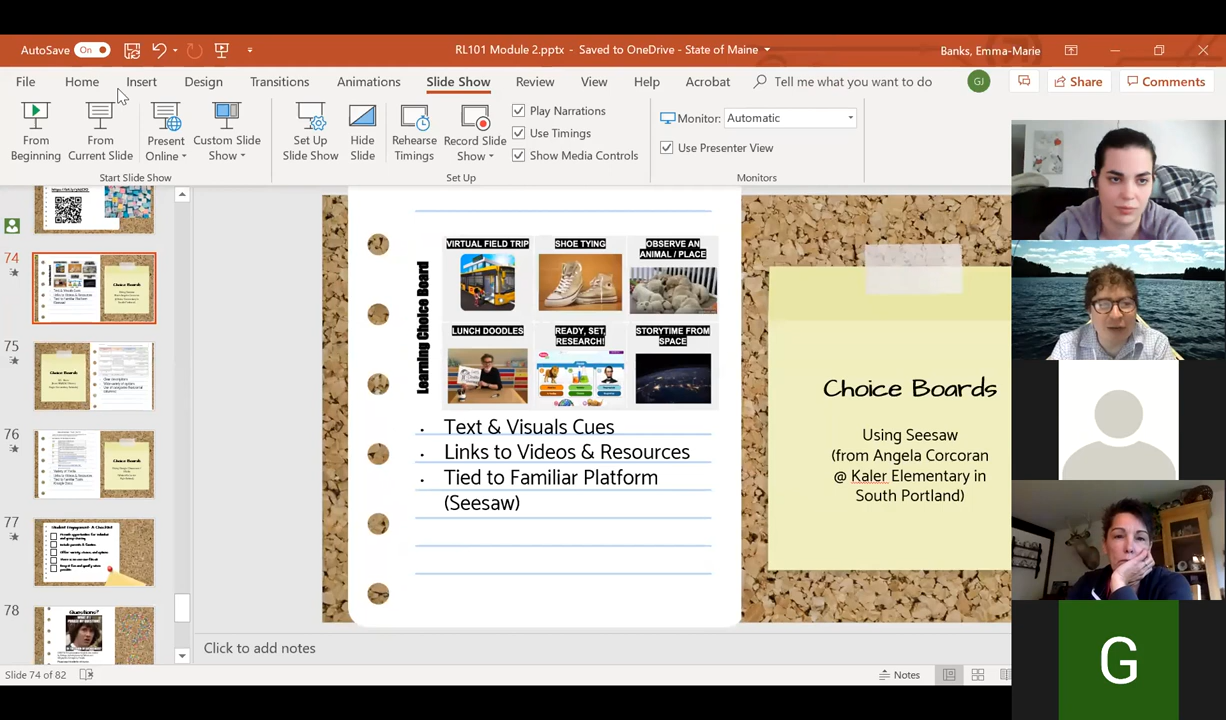 AutoSave On
RL101 Module 2.pptx - Saved to OneDrive - State of Maine
Banks, Emma-Marie
File Home Insert Design Transitions Animations Slide Show Review View Help Acrobat Tell me what you want to do GJ Share Comments
From Beginning
From Current Slide
Present Online
Custom Slide Show
Set Up Slide Show
Hide Slide
Rehearse Timings
Record Slide Show
Play Narrations
Use Timings
Show Media Controls
Monitor: Automatic
Use Presenter View
Start Slide Show
Set Up
Monitors
74
75
76
77
78
Choice Boards
Questions?
Learning Choice Board
VIRTUAL FIELD TRIP
SHOE TYING
OBSERVE AN
ANIMAL / PLACE
LUNCH DOODLES
READY, SET,
RESEARCH!
STORYTIME FROM
SPACE
• Text & Visuals Cues
• Links to Videos & Resources
• Tied to Familiar Platform
(Seesaw)
Choice Boards
Using Seesaw
(from Angela Corcoran
@ Kaler Elementary in
South Portland)
G
Click to add notes
Slide 74 of 82
Notes